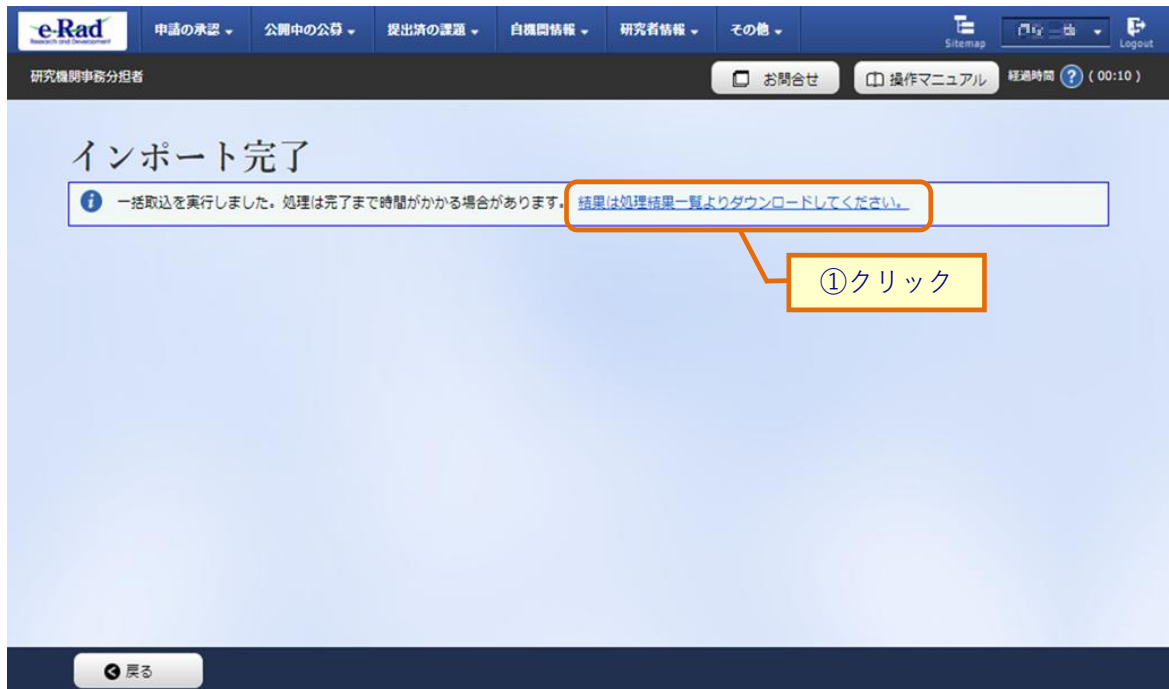 e-Rad
Research and Development
申請の承認
公開中の公募
提出済の課題
自機関情報
研究者情報
その他
Sitemap
Logout
研究機関事務分担者
お問合せ
操作マニュアル
経過時間 ? ( 00:10 )
インポート完了
一括取込を実行しました。処理は完了まで時間がかかる場合があります。 結果は処理結果一覧よりダウンロードしてください。
①クリック
戻る